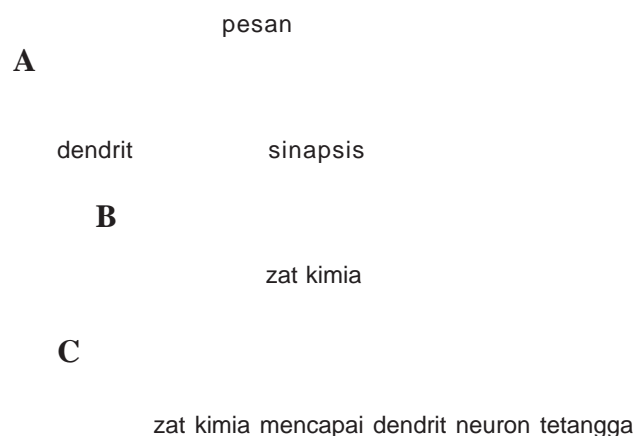 pesan
A
dendrit sinapsis
B
zat kimia
C
zat kimia mencapai dendrit neuron tetangga